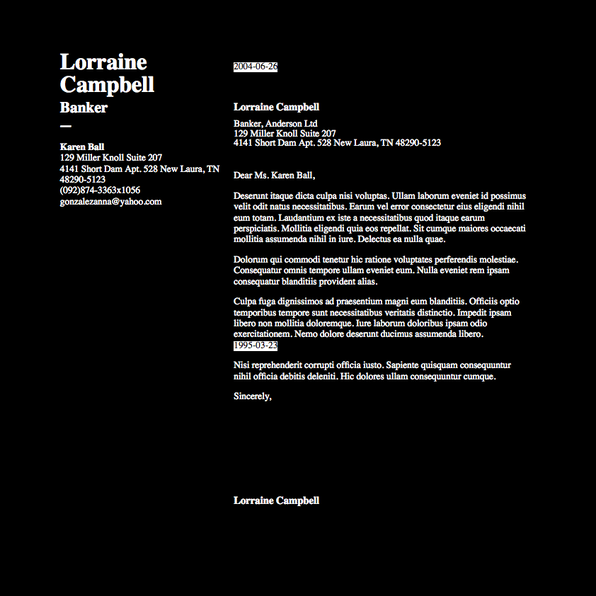 Lorraine
Campbell
Banker
Karen Ball
129 Miller Knoll Suite 207
4141 Short Dam Apt. 528 New Laura, TN
48290-5123
(092)874-3363x1056
gonzalezanna@yahoo.com
2004-06-26
Lorraine Campbell
Banker, Anderson Ltd
129 Miller Knoll Suite 207
4141 Short Dam Apt. 528 New Laura, TN 48290-5123
Dear Ms. Karen Ball,
Deserunt itaque dicta culpa nisi voluptas. Ullam laborum eveniet id possimus
velit odit natus necessitatibus. Earum vel error consectetur eius eligendi nihil
eum totam. Laudantium ex iste a necessitatibus quod itaque earum
perspiciatis. Mollitia eligendi quia eos repellat. Sit cumque maiores occaecati
mollitia assumenda nihil in iure. Delectus ea nulla quae.
Dolorum qui commodi tenetur hic ratione voluptates perferendis molestiae.
Consequatur omnis tempore ullam eveniet eum. Nulla eveniet rem ipsam
consequatur blanditiis provident alias.
Culpa fuga dignissimos ad praesentium magni eum blanditiis. Officiis optio
temporibus tempore sunt necessitatibus veritatis distinctio. Impedit ipsam
libero non mollitia doloremque. Iure laborum doloribus ipsam odio
exercitationem. Nemo dolore deserunt ducimus assumenda libero.
1995-03-23
Nisi reprehenderit corrupti officia iusto. Sapiente quisquam consequuntur
nihil officia debitis deleniti. Hic dolores ullam consequuntur cumque.
Sincerely,
Lorraine Campbell